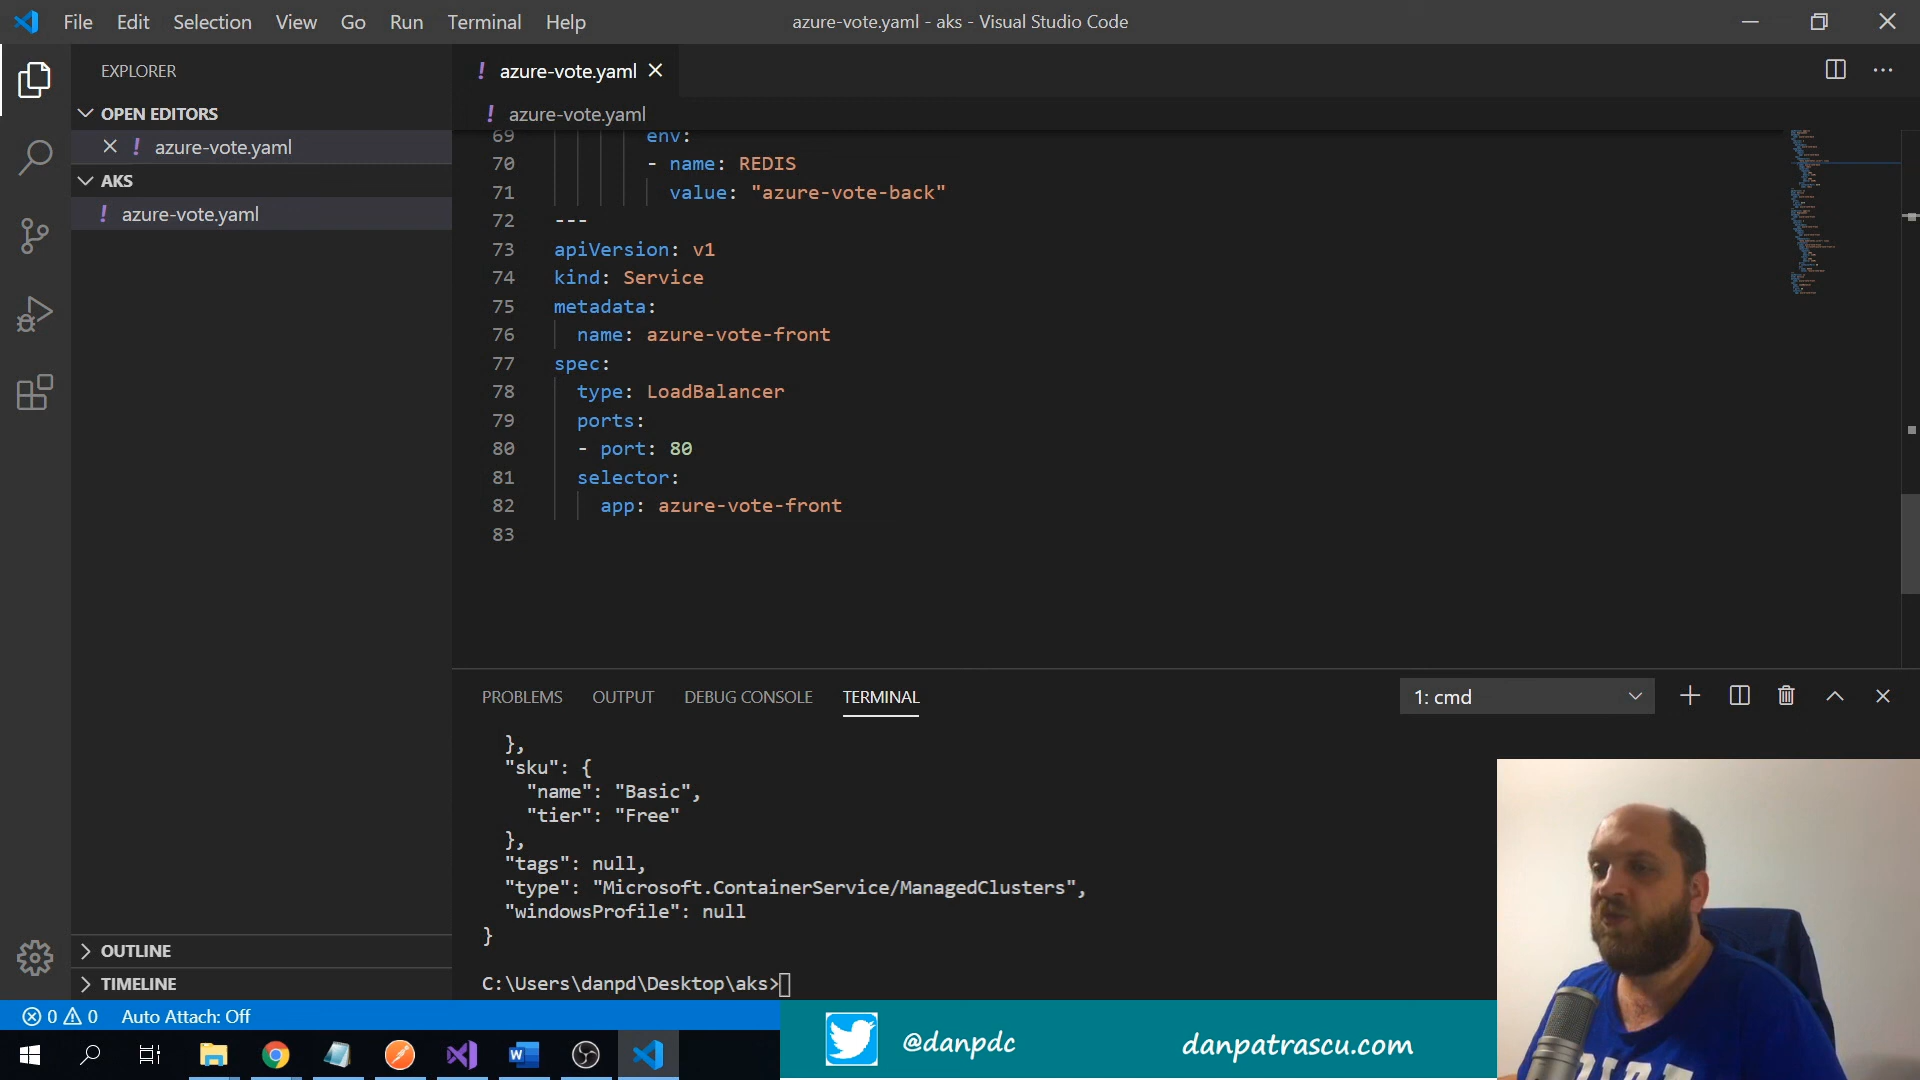 File Edit Selection View Go Run Terminal Help
azure-vote.yaml - aks - Visual Studio Code
EXPLORER
OPEN EDITORS
! azure-vote.yaml
AKS
! azure-vote.yaml
OUTLINE
TIMELINE
! azure-vote.yaml
! azure-vote.yaml
69 env:
70 - name: REDIS
71 value: "azure-vote-back"
72 ---
73 apiVersion: v1
74 kind: Service
75 metadata:
76 name: azure-vote-front
77 spec:
78 type: LoadBalancer
79 ports:
80 - port: 80
81 selector:
82 app: azure-vote-front
83
PROBLEMS OUTPUT DEBUG CONSOLE TERMINAL
1: cmd
},
"sku": {
"name": "Basic",
"tier": "Free"
},
"tags": null,
"type": "Microsoft.ContainerService/ManagedClusters",
"windowsProfile": null
}
C:\Users\danpd\Desktop\aks>
0 0 Auto Attach: Off
@danpdc
danpatrascu.com